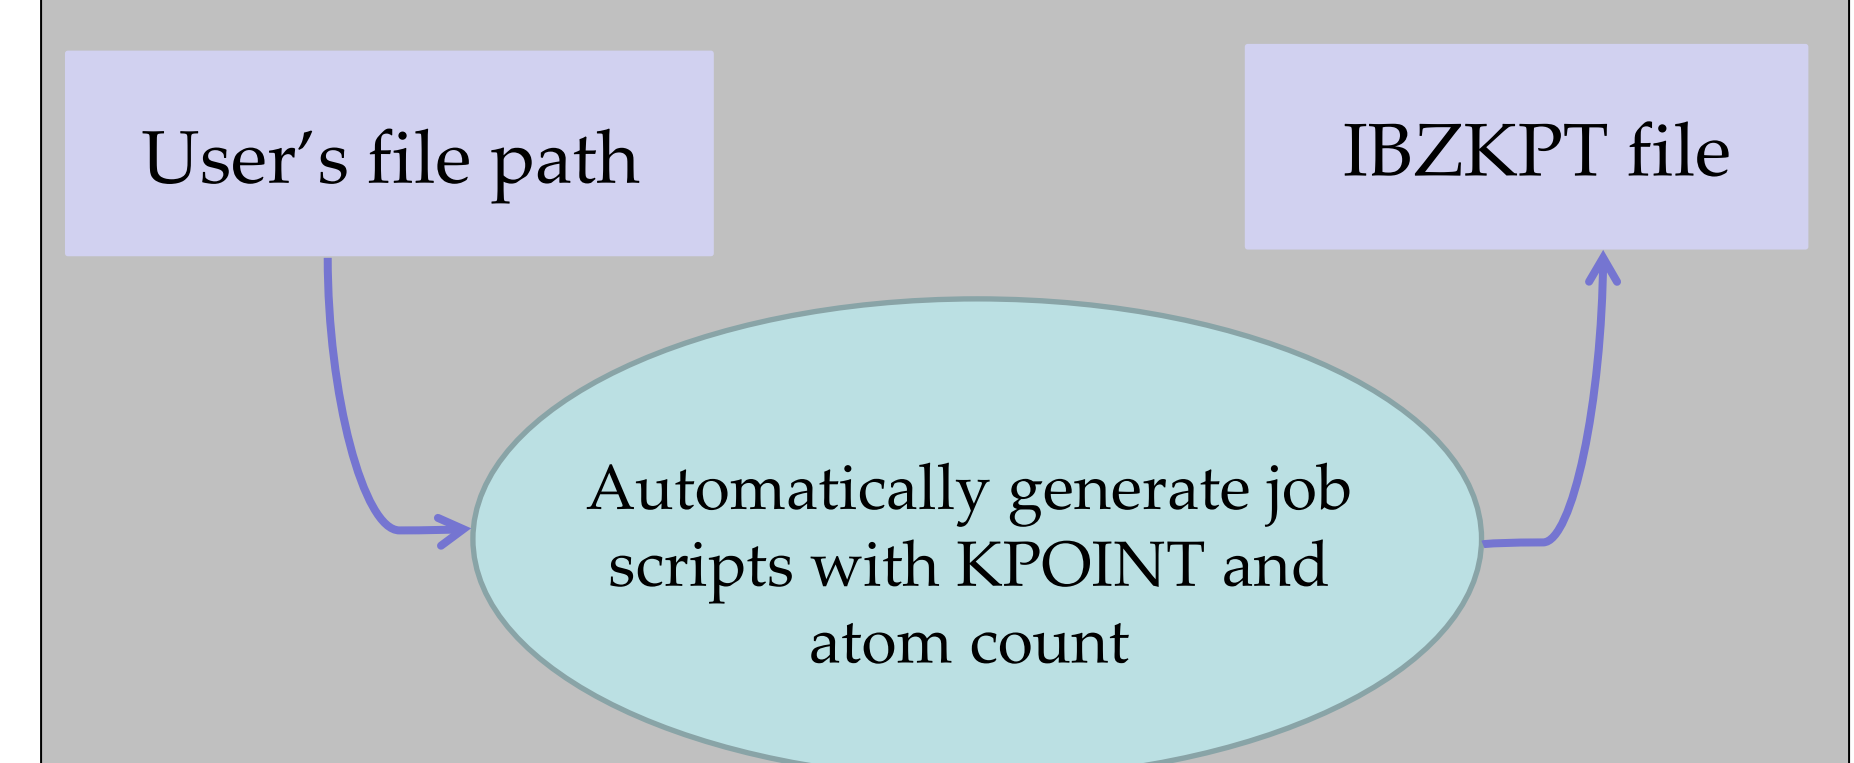 User’s file path
IBZKPT file
Automatically generate job
scripts with KPOINT and
atom count